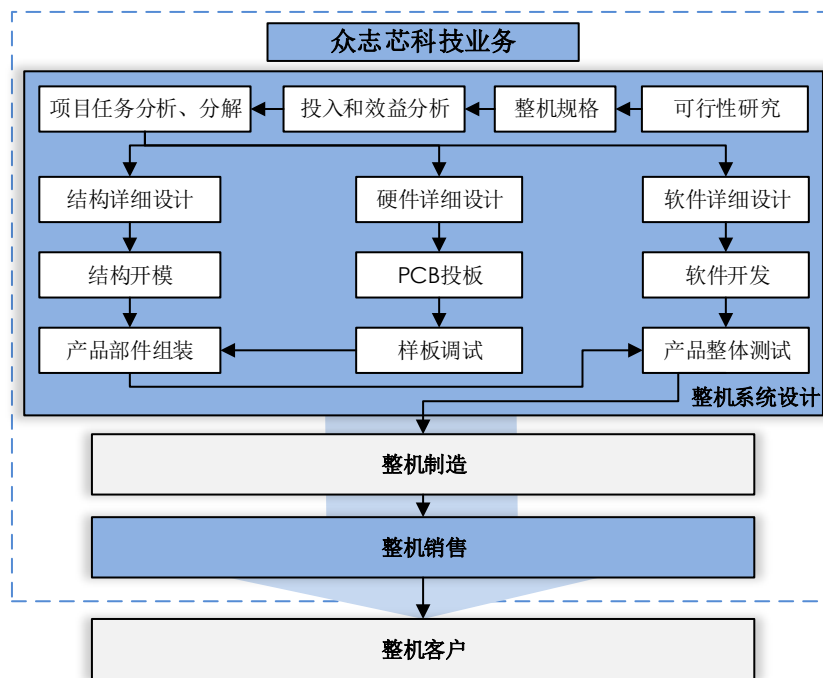 众志芯科技业务
项目任务分析、分解
投入和效益分析
整机规格
可行性研究
结构详细设计
硬件详细设计
软件详细设计
结构开模
PCB投板
软件开发
产品部件组装
样板调试
产品整体测试
整机系统设计
整机制造
整机销售
整机客户